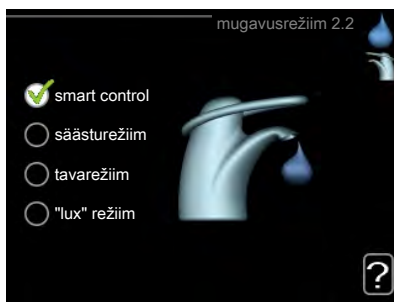 mugavusrežiim 2.2
smart control
säästurežiim
tavarežiim
"lux" režiim
?